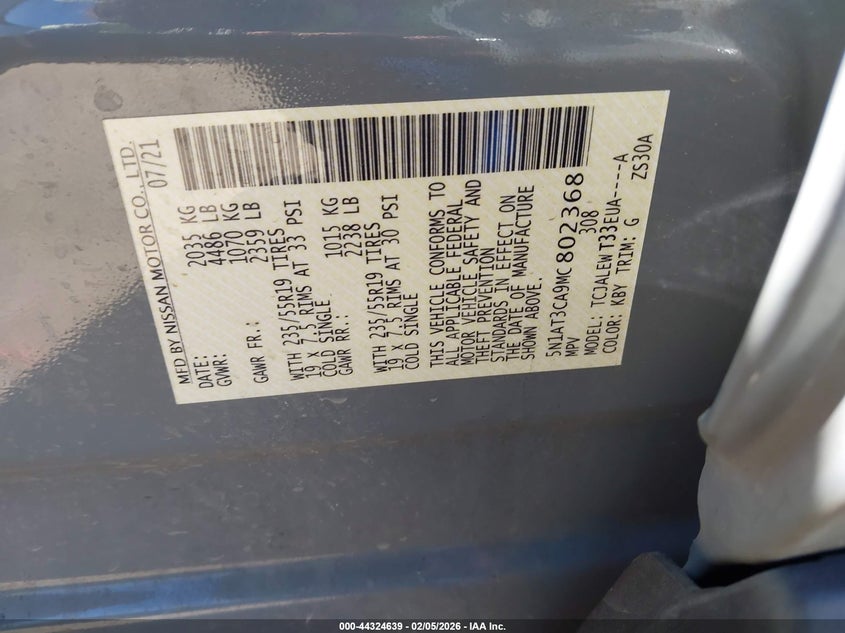 MFD BY NISSAN MOTOR CO., LTD.
DATE: 07/21
GVWR: 2035 KG
4486 LB
GAWR FR.: 1070 KG
2359 LB
WITH 235/55R19 TIRES
19 X 7.5 RIMS AT 33 PSI
COLD SINGLE
GAWR RR.: 1015 KG
2238 LB
WITH 235/55R19 TIRES
19 X 7.5 RIMS AT 30 PSI
COLD SINGLE
THIS VEHICLE CONFORMS TO
ALL APPLICABLE FEDERAL
MOTOR VEHICLE SAFETY AND
THEFT PREVENTION
STANDARDS IN EFFECT ON
THE DATE OF MANUFACTURE
SHOWN ABOVE.
5N1AT3CA9MC802368
MPV 308
MODEL: TCJALEWT33EUA----A
COLOR: KBY TRIM: G ZS30A
000-44324639 - 02/05/2026 - IAA Inc.